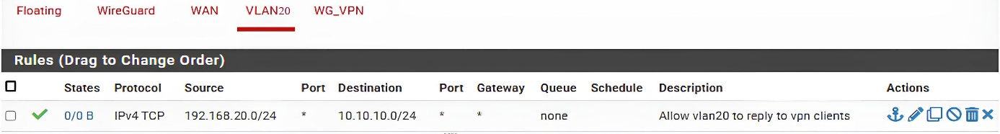 Floating WireGuard WAN VLAN20 WG_VPN
Rules (Drag to Change Order)
States Protocol Source Port Destination Port Gateway Queue Schedule Description Actions
0/0 B IPv4 TCP 192.168.20.0/24 * 10.10.10.0/24 * * none Allow vlan20 to reply to vpn clients